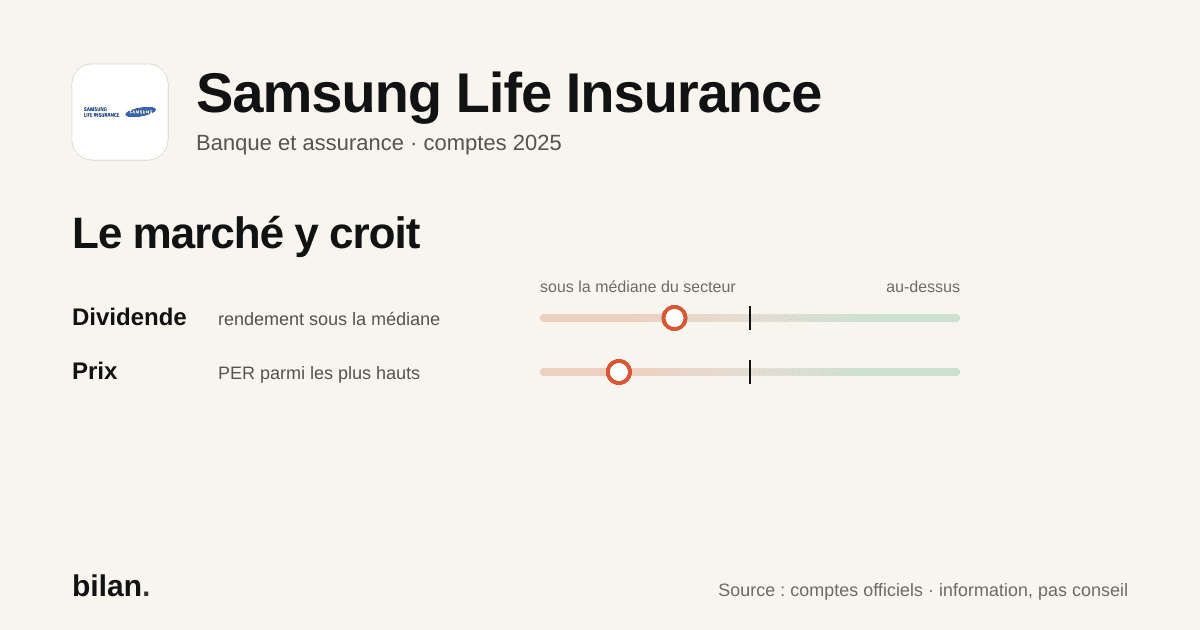 SAMSUNG
LIFE INSURANCE
SAMSUNG
Samsung Life Insurance
Banque et assurance · comptes 2025
Le marché y croit
sous la médiane du secteur
au-dessus
Dividende
rendement sous la médiane
Prix
PER parmi les plus hauts
bilan.
Source : comptes officiels · information, pas conseil